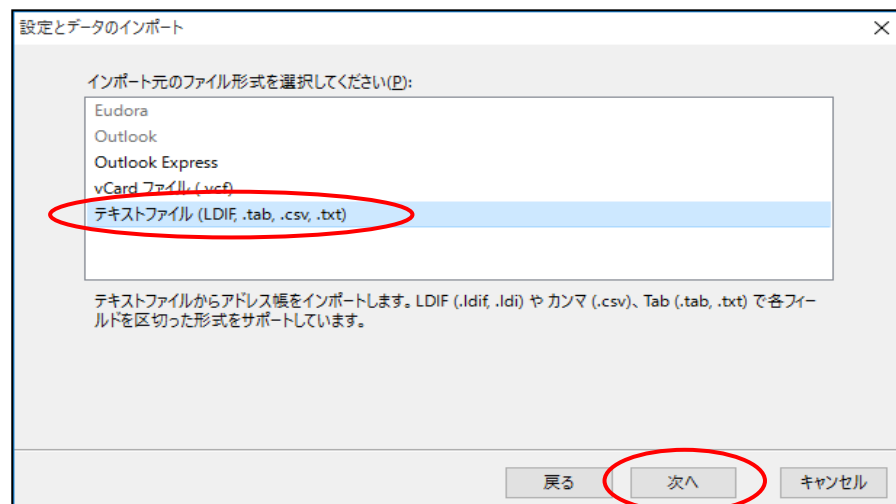 設定とデータのインポート
インポート元のファイル形式を選択してください(P):
Eudora
Outlook
Outlook Express
vCard ファイル (.vcf)
テキストファイル (LDIF, .tab, .csv, .txt)
テキストファイルからアドレス帳をインポートします。LDIF (.ldif, .ldi) や カンマ (.csv)、Tab (.tab, .txt) で各フィー
ルドを区切った形式をサポートしています。
戻る 次へ キャンセル